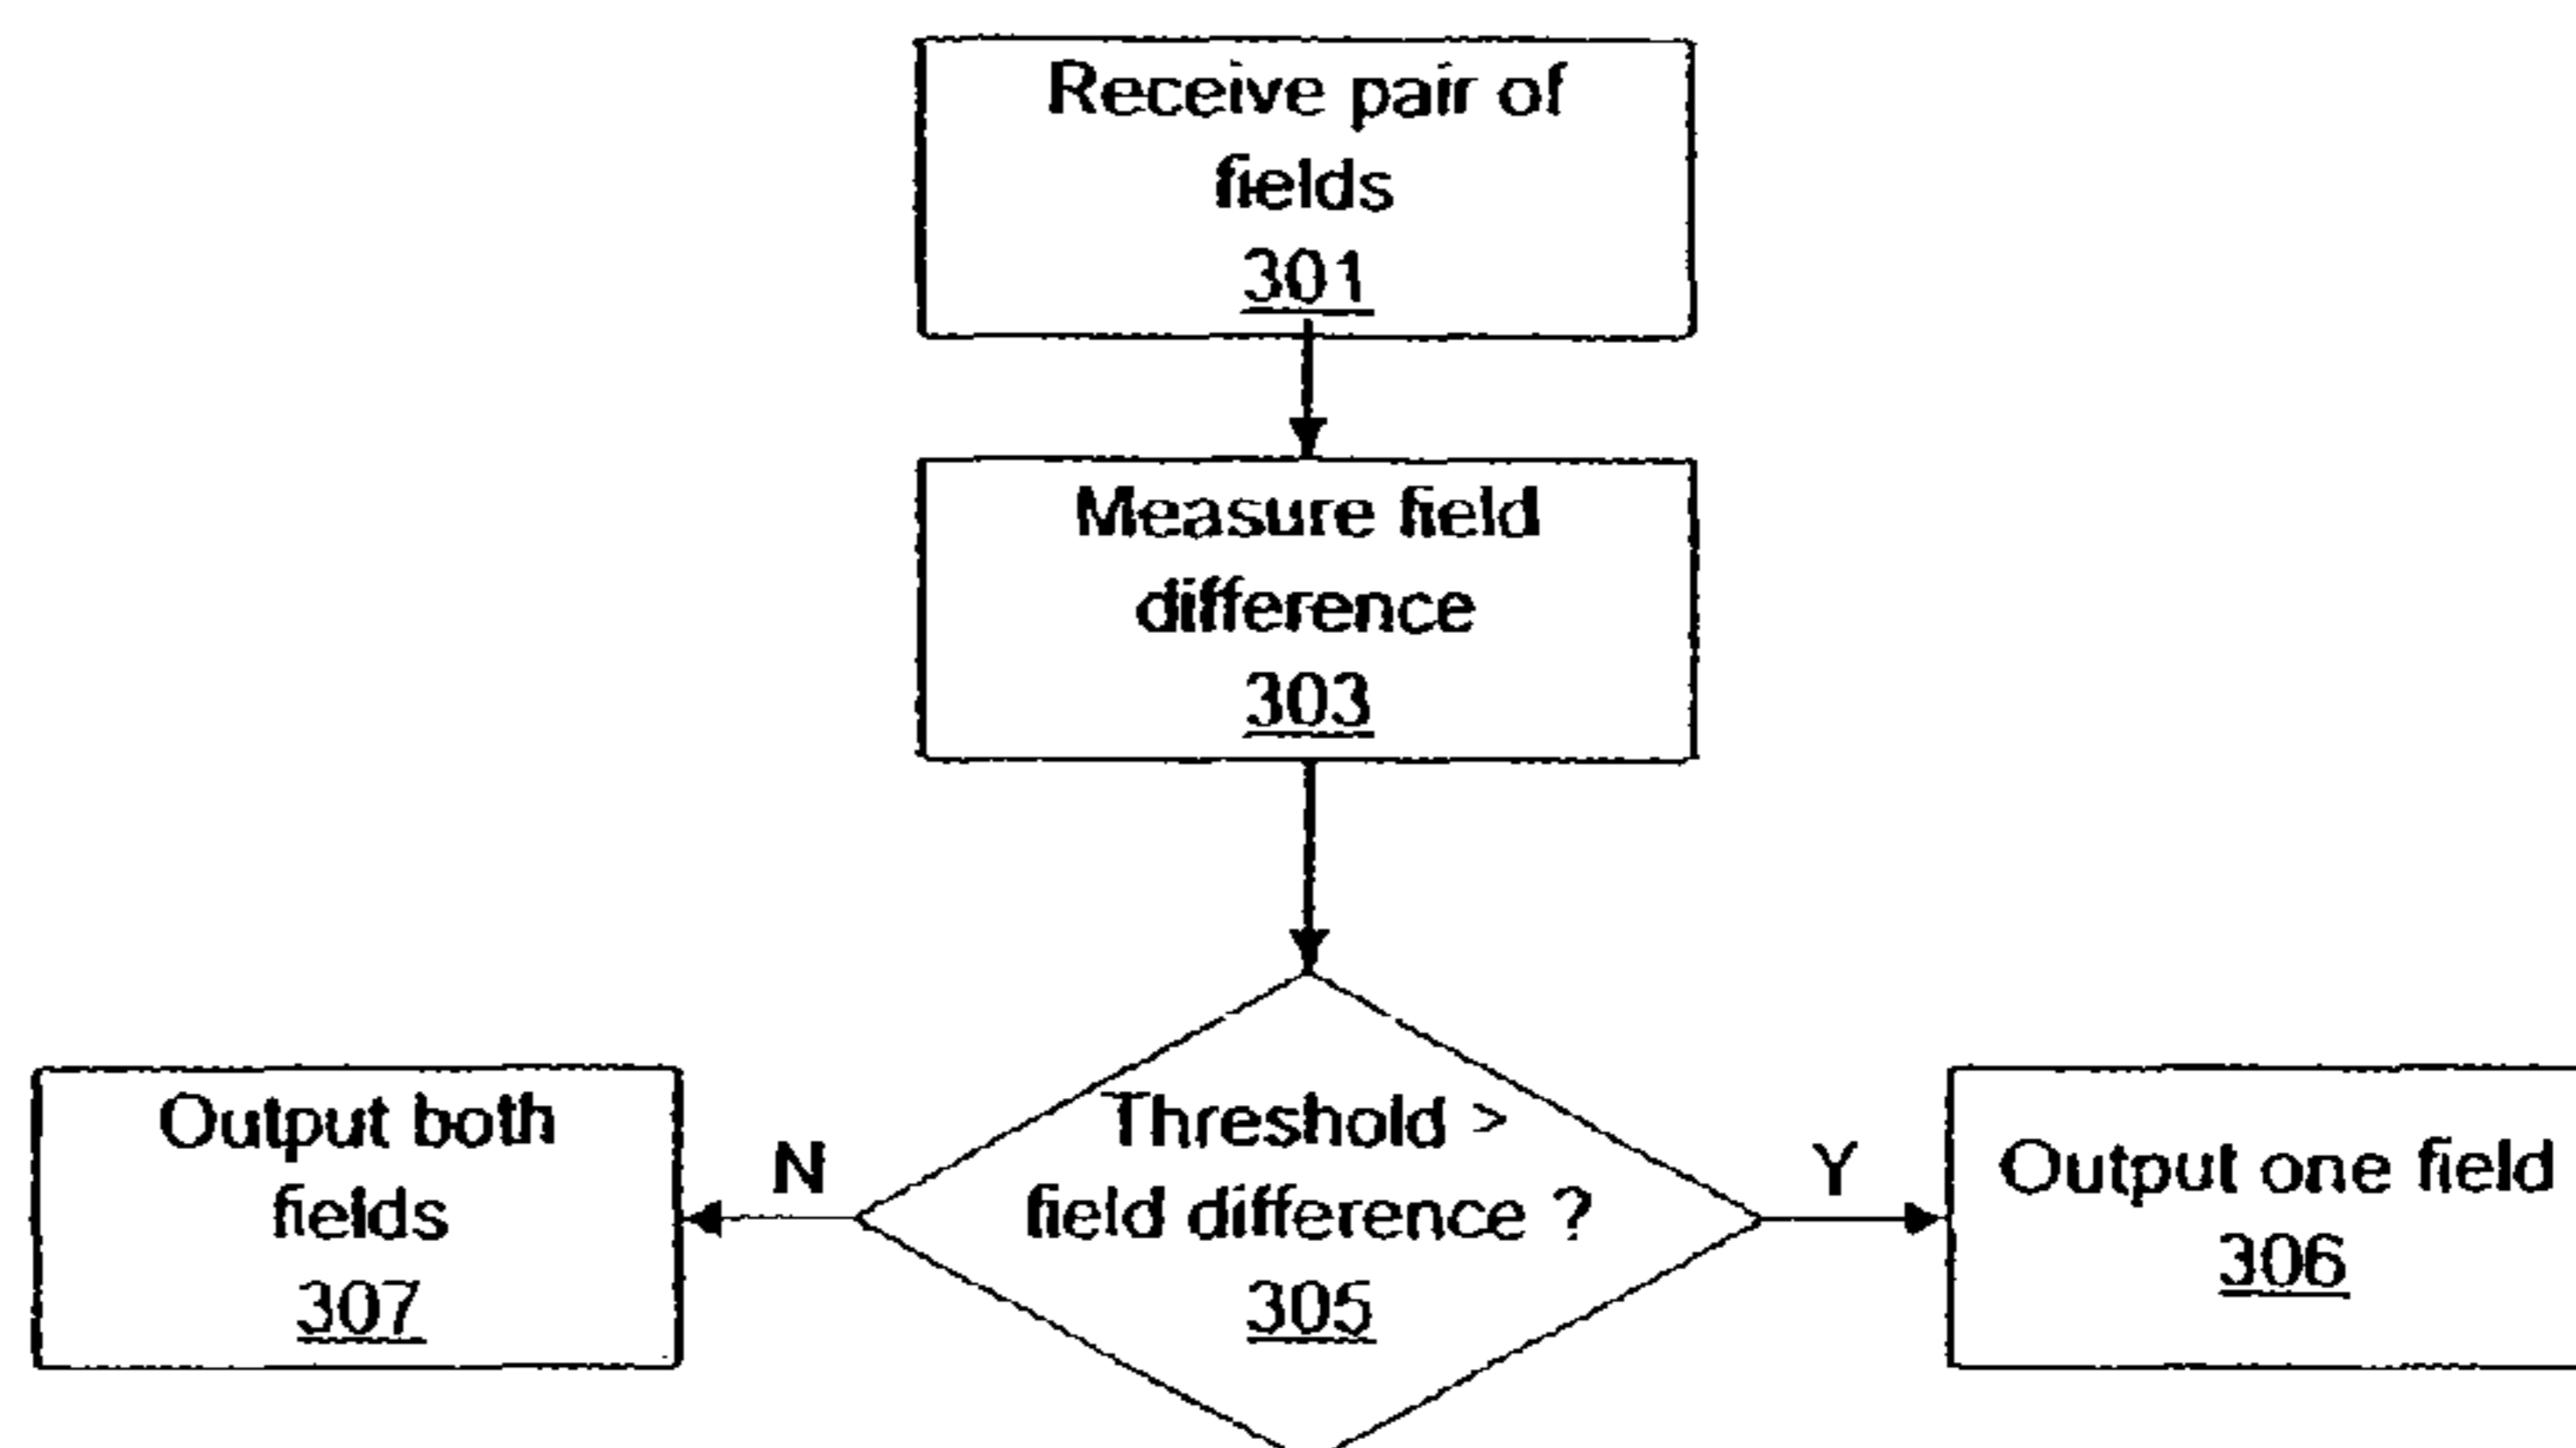 Receive pair of
fields
301
Measure field
difference
303
Threshold >
field difference ?
305
N
Output both
fields
307
Y
Output one field
306